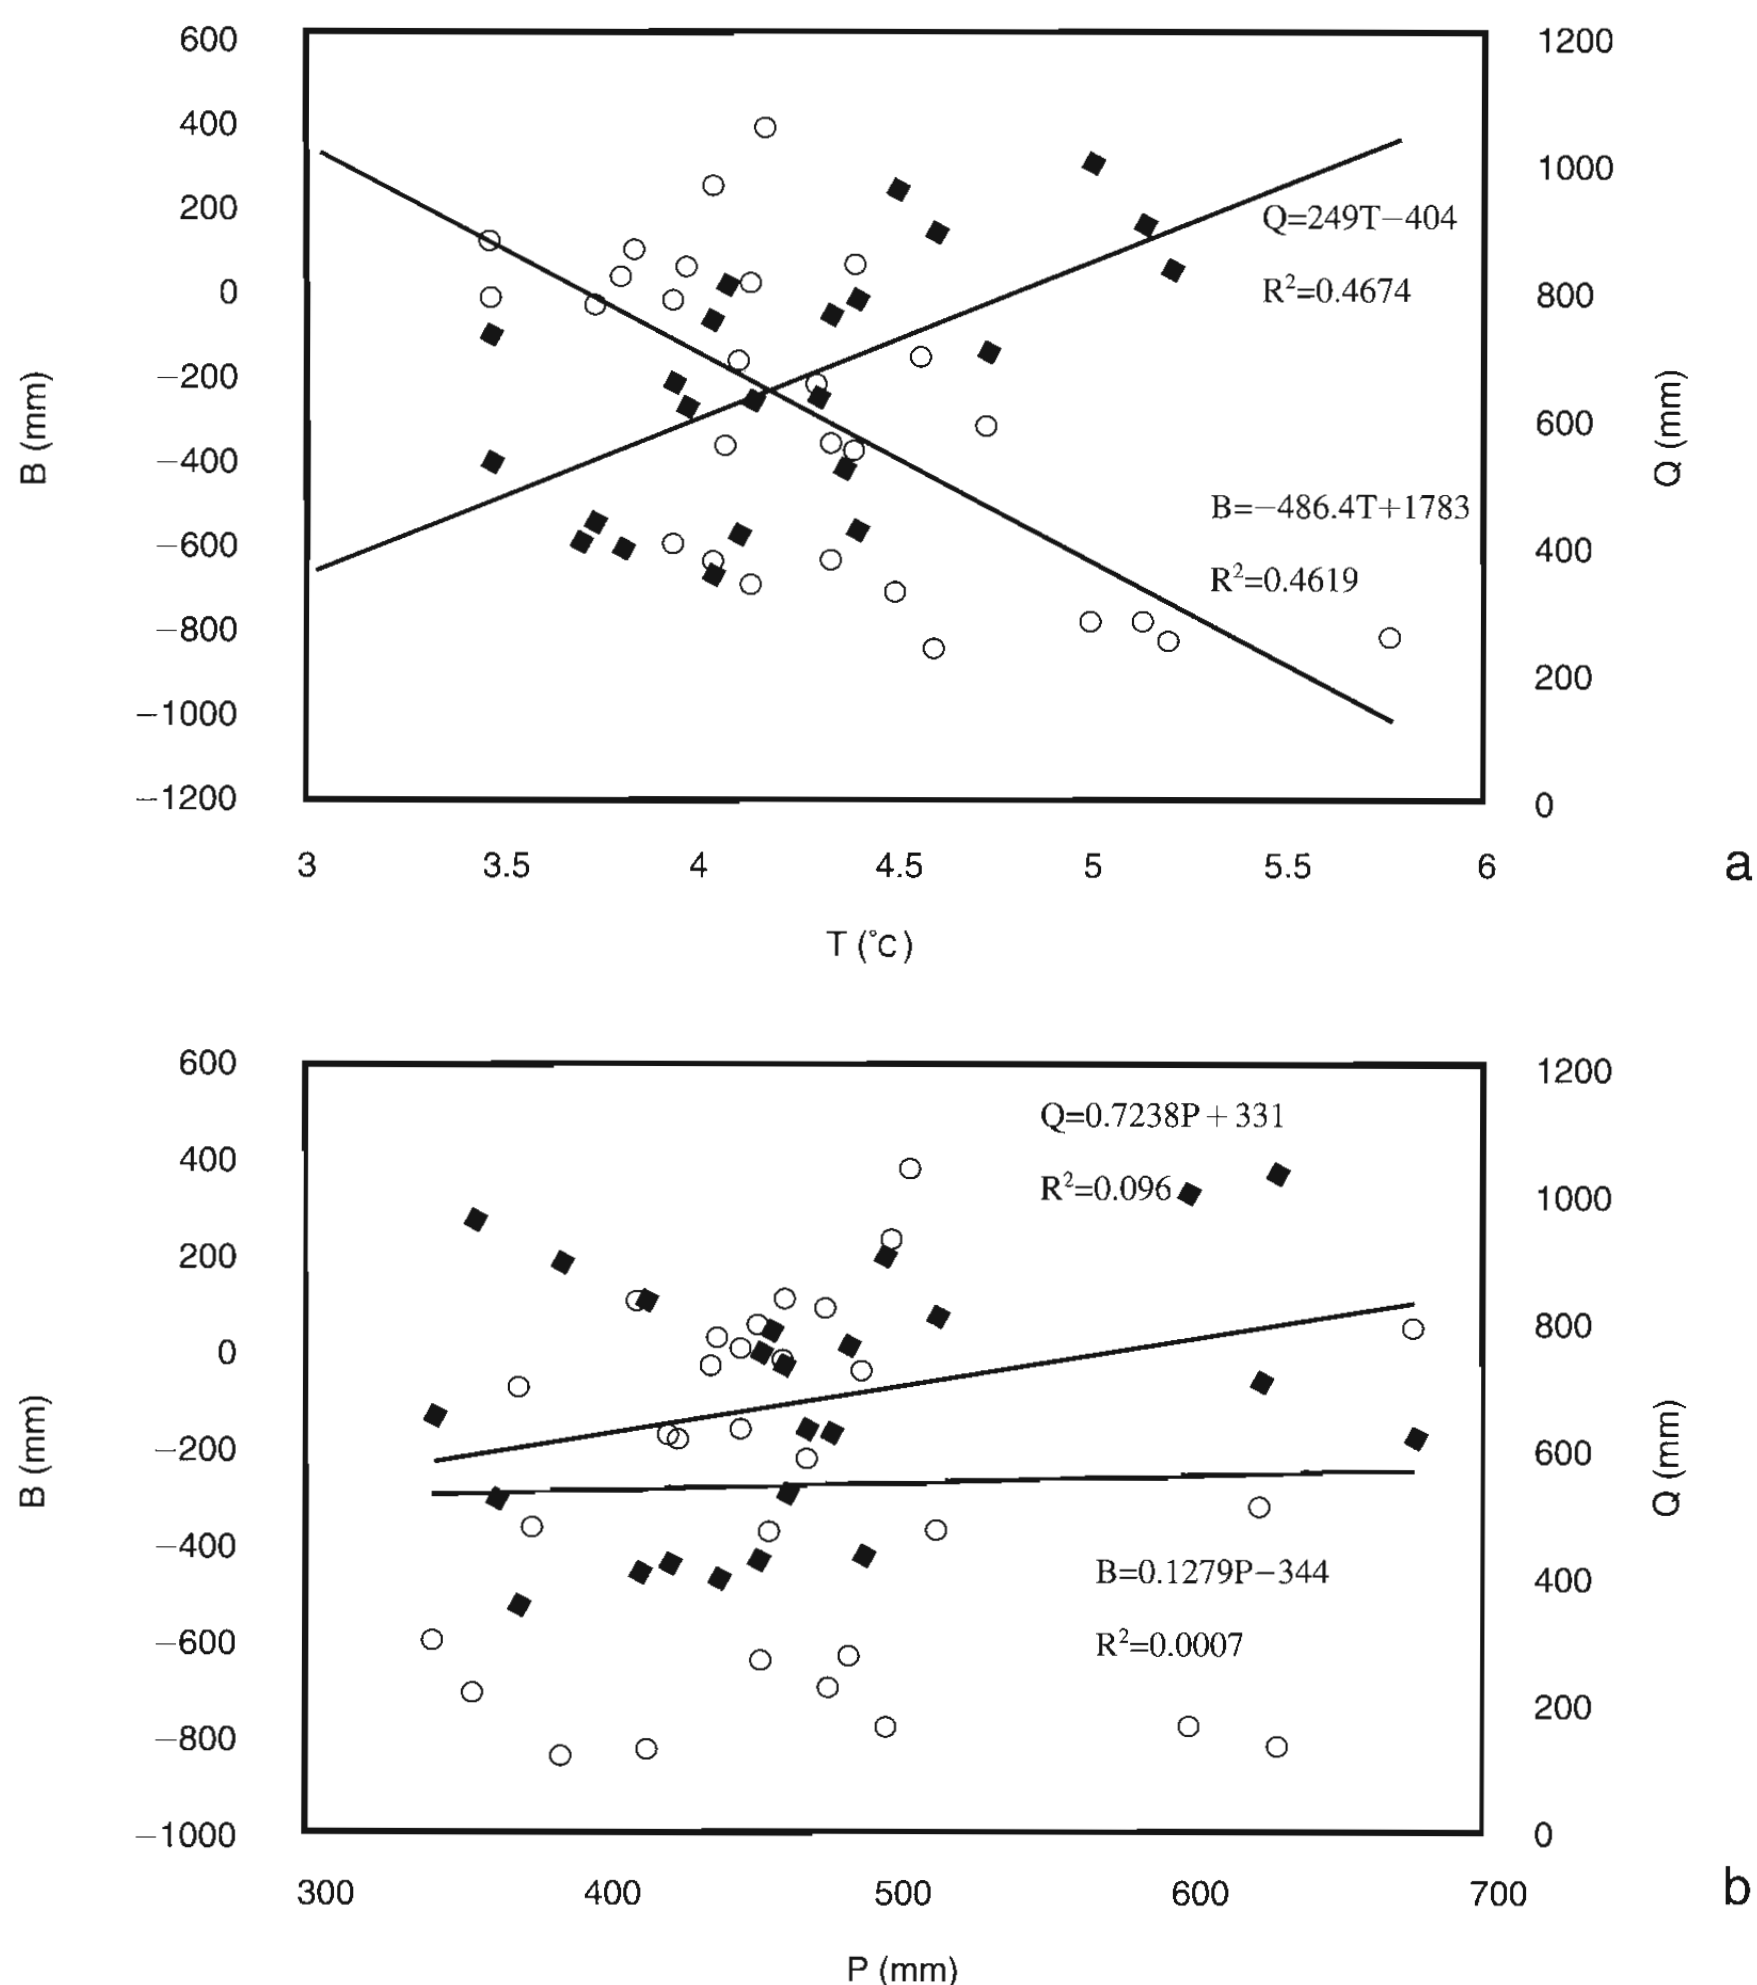 600
400
200
0
−200
−400
−600
−800
−1000
−1200
B (mm)
1200
1000
800
600
400
200
0
Q (mm)
Q=249T−404
R²=0.4674
B=−486.4T+1783
R²=0.4619
3 3.5 4 4.5 5 5.5 6
T (°C)
a
600
400
200
0
−200
−400
−600
−800
−1000
B (mm)
1200
1000
800
600
400
200
0
Q (mm)
Q=0.7238P + 331
R²=0.096
B=0.1279P−344
R²=0.0007
300 400 500 600 700
P (mm)
b